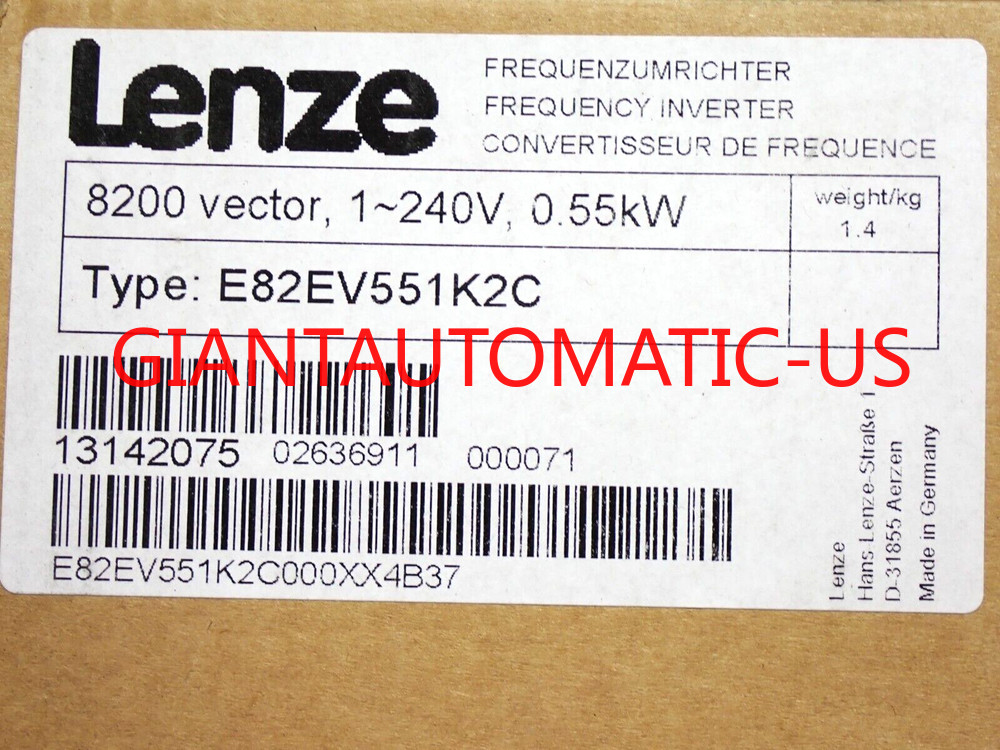 Lenze
FREQUENZUMRICHTER
FREQUENCY INVERTER
CONVERTISSEUR DE FREQUENCE
8200 vector, 1~240V, 0.55kW
weight/kg
1.4
Type: E82EV551K2C
GIANTAUTOMATIC-US
13142075 02636911 000071
E82EV551K2C000XX4B37
Lenze
Hans-Lenze-Straße 1
D-31855 Aerzen
Made in Germany